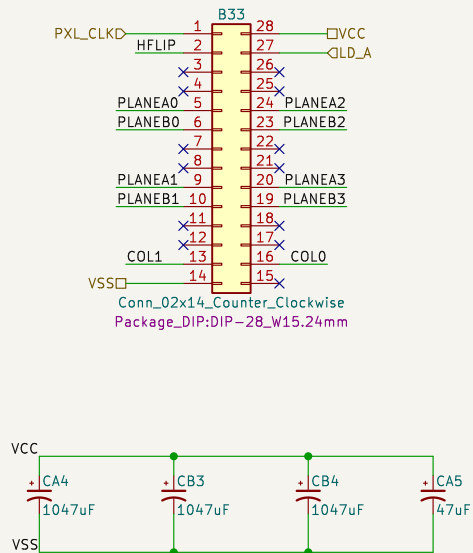 B33
PXL_CLK 1 28 VCC
HFLIP 2 27 LD_A
3 26
4 25
PLANEA0 5 24 PLANEA2
PLANEB0 6 23 PLANEB2
7 22
8 21
PLANEA1 9 20 PLANEA3
PLANEB1 10 19 PLANEB3
11 18
12 17
COL1 13 16 COL0
VSS 14 15
Conn_02x14_Counter_Clockwise
Package_DIP:DIP-28_W15.24mm
VCC
+ CA4 + CB3 + CB4 + CA5
1047uF 1047uF 1047uF 47uF
VSS